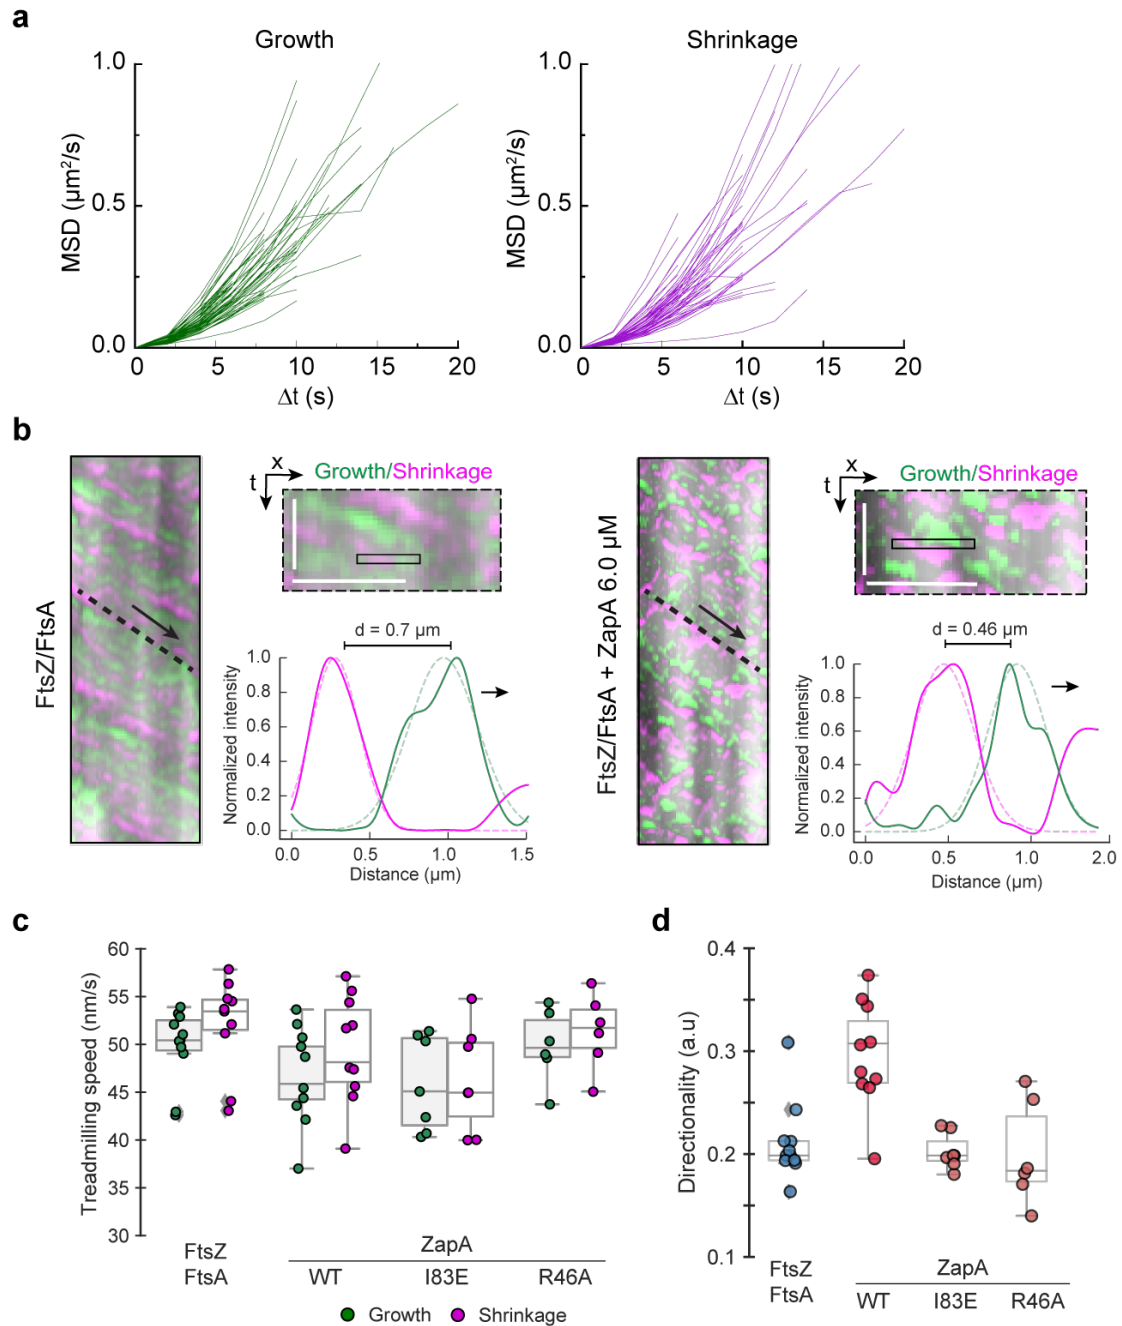 a
Growth
Shrinkage
MSD (µm²/s)
1.0
0.5
0.0
0 5 10 15 20
Δt (s)
MSD (µm²/s)
1.0
0.5
0.0
0 5 10 15 20
Δt (s)
b
FtsZ/FtsA
x
t
Growth/Shrinkage
d = 0.7 µm
Normalized intensity
1.0
0.8
0.6
0.4
0.2
0.0
0.0 0.5 1.0 1.5
Distance (µm)
FtsZ/FtsA + ZapA 6.0 µM
x
t
Growth/Shrinkage
d = 0.46 µm
Normalized intensity
1.0
0.8
0.6
0.4
0.2
0.0
0.0 0.5 1.0 2.0
Distance (µm)
c
Treadmilling speed (nm/s)
60
55
50
45
40
35
30
FtsZ
FtsA
ZapA
WT I83E R46A
Growth Shrinkage
d
Directionality (a.u)
0.4
0.3
0.2
0.1
FtsZ
FtsA
ZapA
WT I83E R46A